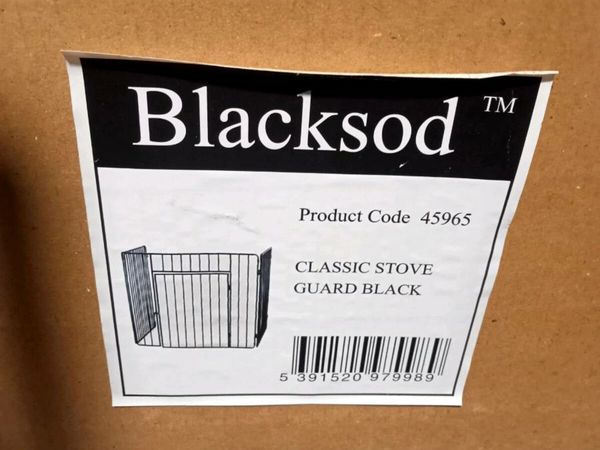 Blacksod ™
Product Code 45965
CLASSIC STOVE
GUARD BLACK
5 391520 979989